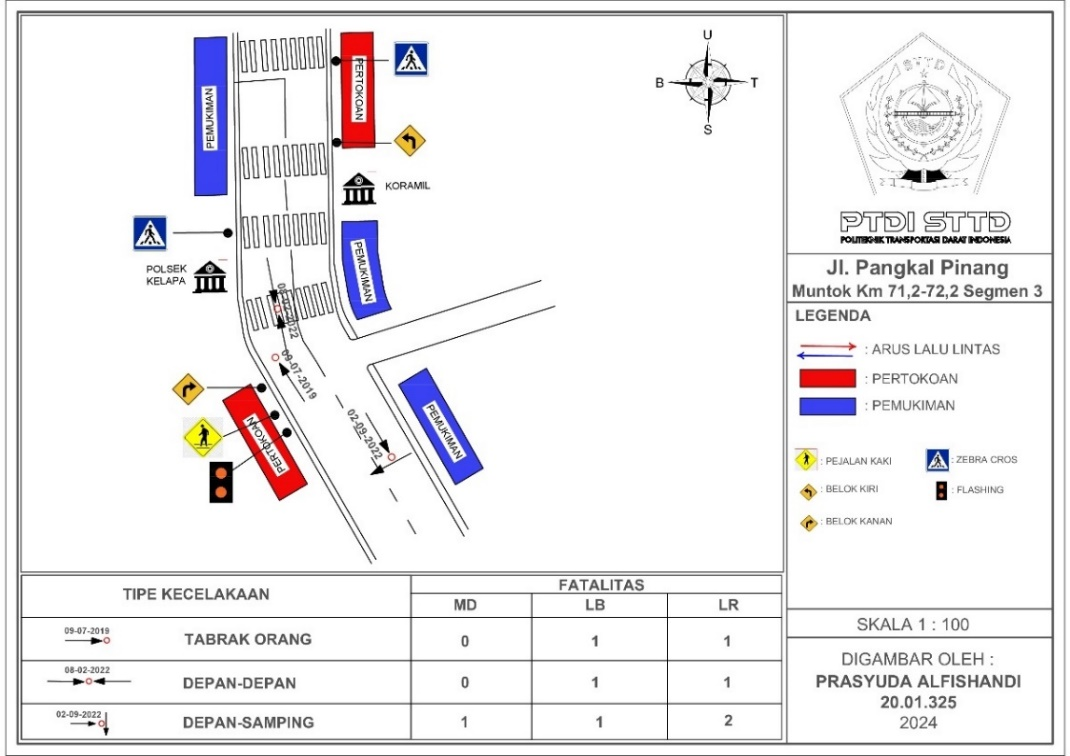 PEMUKIMAN
PERTOKOAN
KORAMIL
POLSEK
KELAPA
PEMUKIMAN
08-02-2022
09-07-2019
02-09-2022
PERTOKOAN
PEMUKIMAN
U
B
T
S
S·T·T·D
PTDI STTD
POLITEKNIK TRANSPORTASI DARAT INDONESIA
Jl. Pangkal Pinang
Muntok Km 71,2-72,2 Segmen 3
LEGENDA
: ARUS LALU LINTAS
: PERTOKOAN
: PEMUKIMAN
: PEJALAN KAKI
: ZEBRA CROS
: BELOK KIRI
: FLASHING
: BELOK KANAN
SKALA 1 : 100
DIGAMBAR OLEH :
PRASYUDA ALFISHANDI
20.01.325
2024
TIPE KECELAKAAN
FATALITAS
MD LB LR
09-07-2019
TABRAK ORANG 0 1 1
08-02-2022
DEPAN-DEPAN 0 1 1
02-09-2022
DEPAN-SAMPING 1 1 2